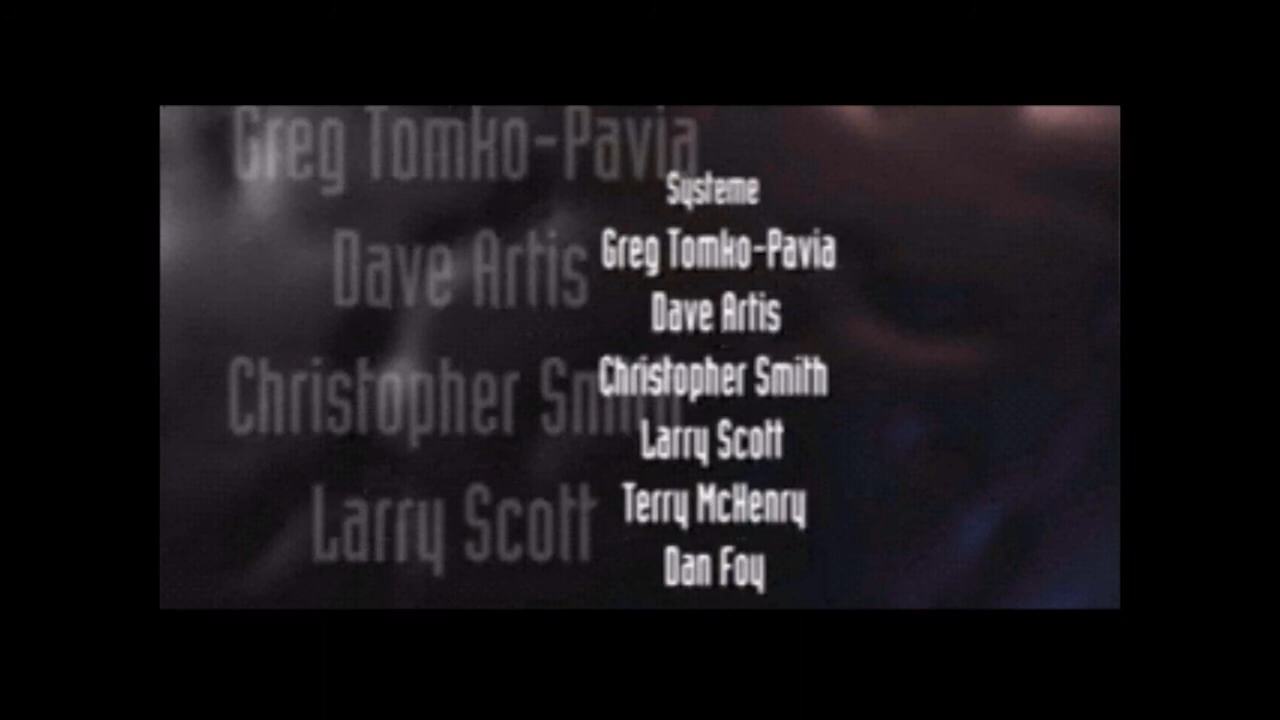 Systeme
Greg Tomko-Pavia
Dave Artis
Christopher Smith
Larry Scott
Terry McHenry
Dan Foy
Greg Tomko-Pavia
Dave Artis
Christopher Smith
Larry Scott